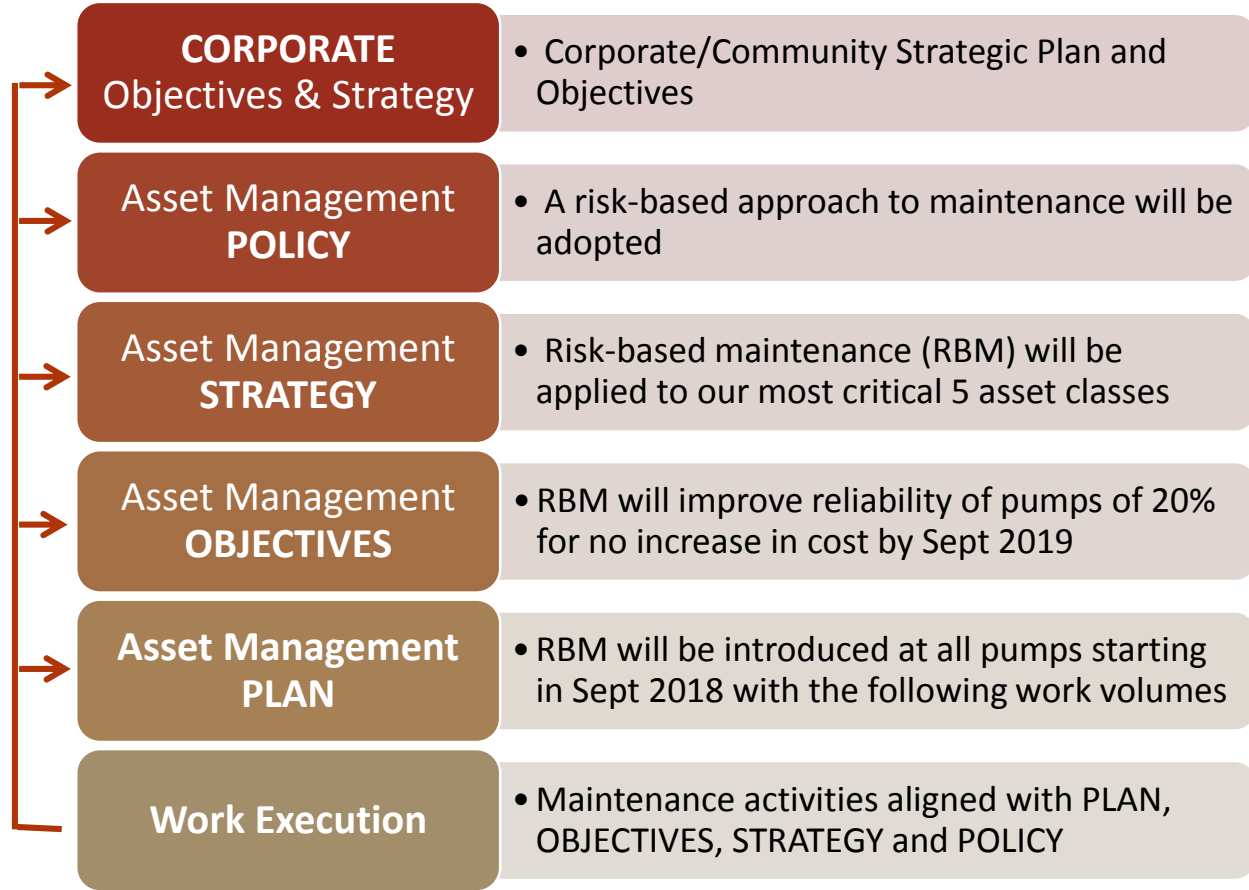 CORPORATE
Objectives & Strategy
• Corporate/Community Strategic Plan and
Objectives
Asset Management
POLICY
• A risk-based approach to maintenance will be
adopted
Asset Management
STRATEGY
• Risk-based maintenance (RBM) will be
applied to our most critical 5 asset classes
Asset Management
OBJECTIVES
• RBM will improve reliability of pumps of 20%
for no increase in cost by Sept 2019
Asset Management
PLAN
• RBM will be introduced at all pumps starting
in Sept 2018 with the following work volumes
Work Execution
• Maintenance activities aligned with PLAN,
OBJECTIVES, STRATEGY and POLICY